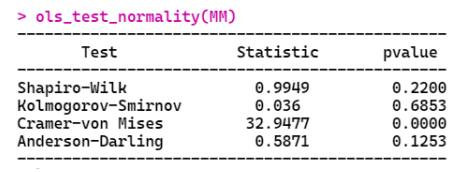 > ols_test_normality(MM)
-----------------------------------------------
Test Statistic pvalue
-----------------------------------------------
Shapiro-Wilk 0.9949 0.2200
Kolmogorov-Smirnov 0.036 0.6853
Cramer-von Mises 32.9477 0.0000
Anderson-Darling 0.5871 0.1253
-----------------------------------------------